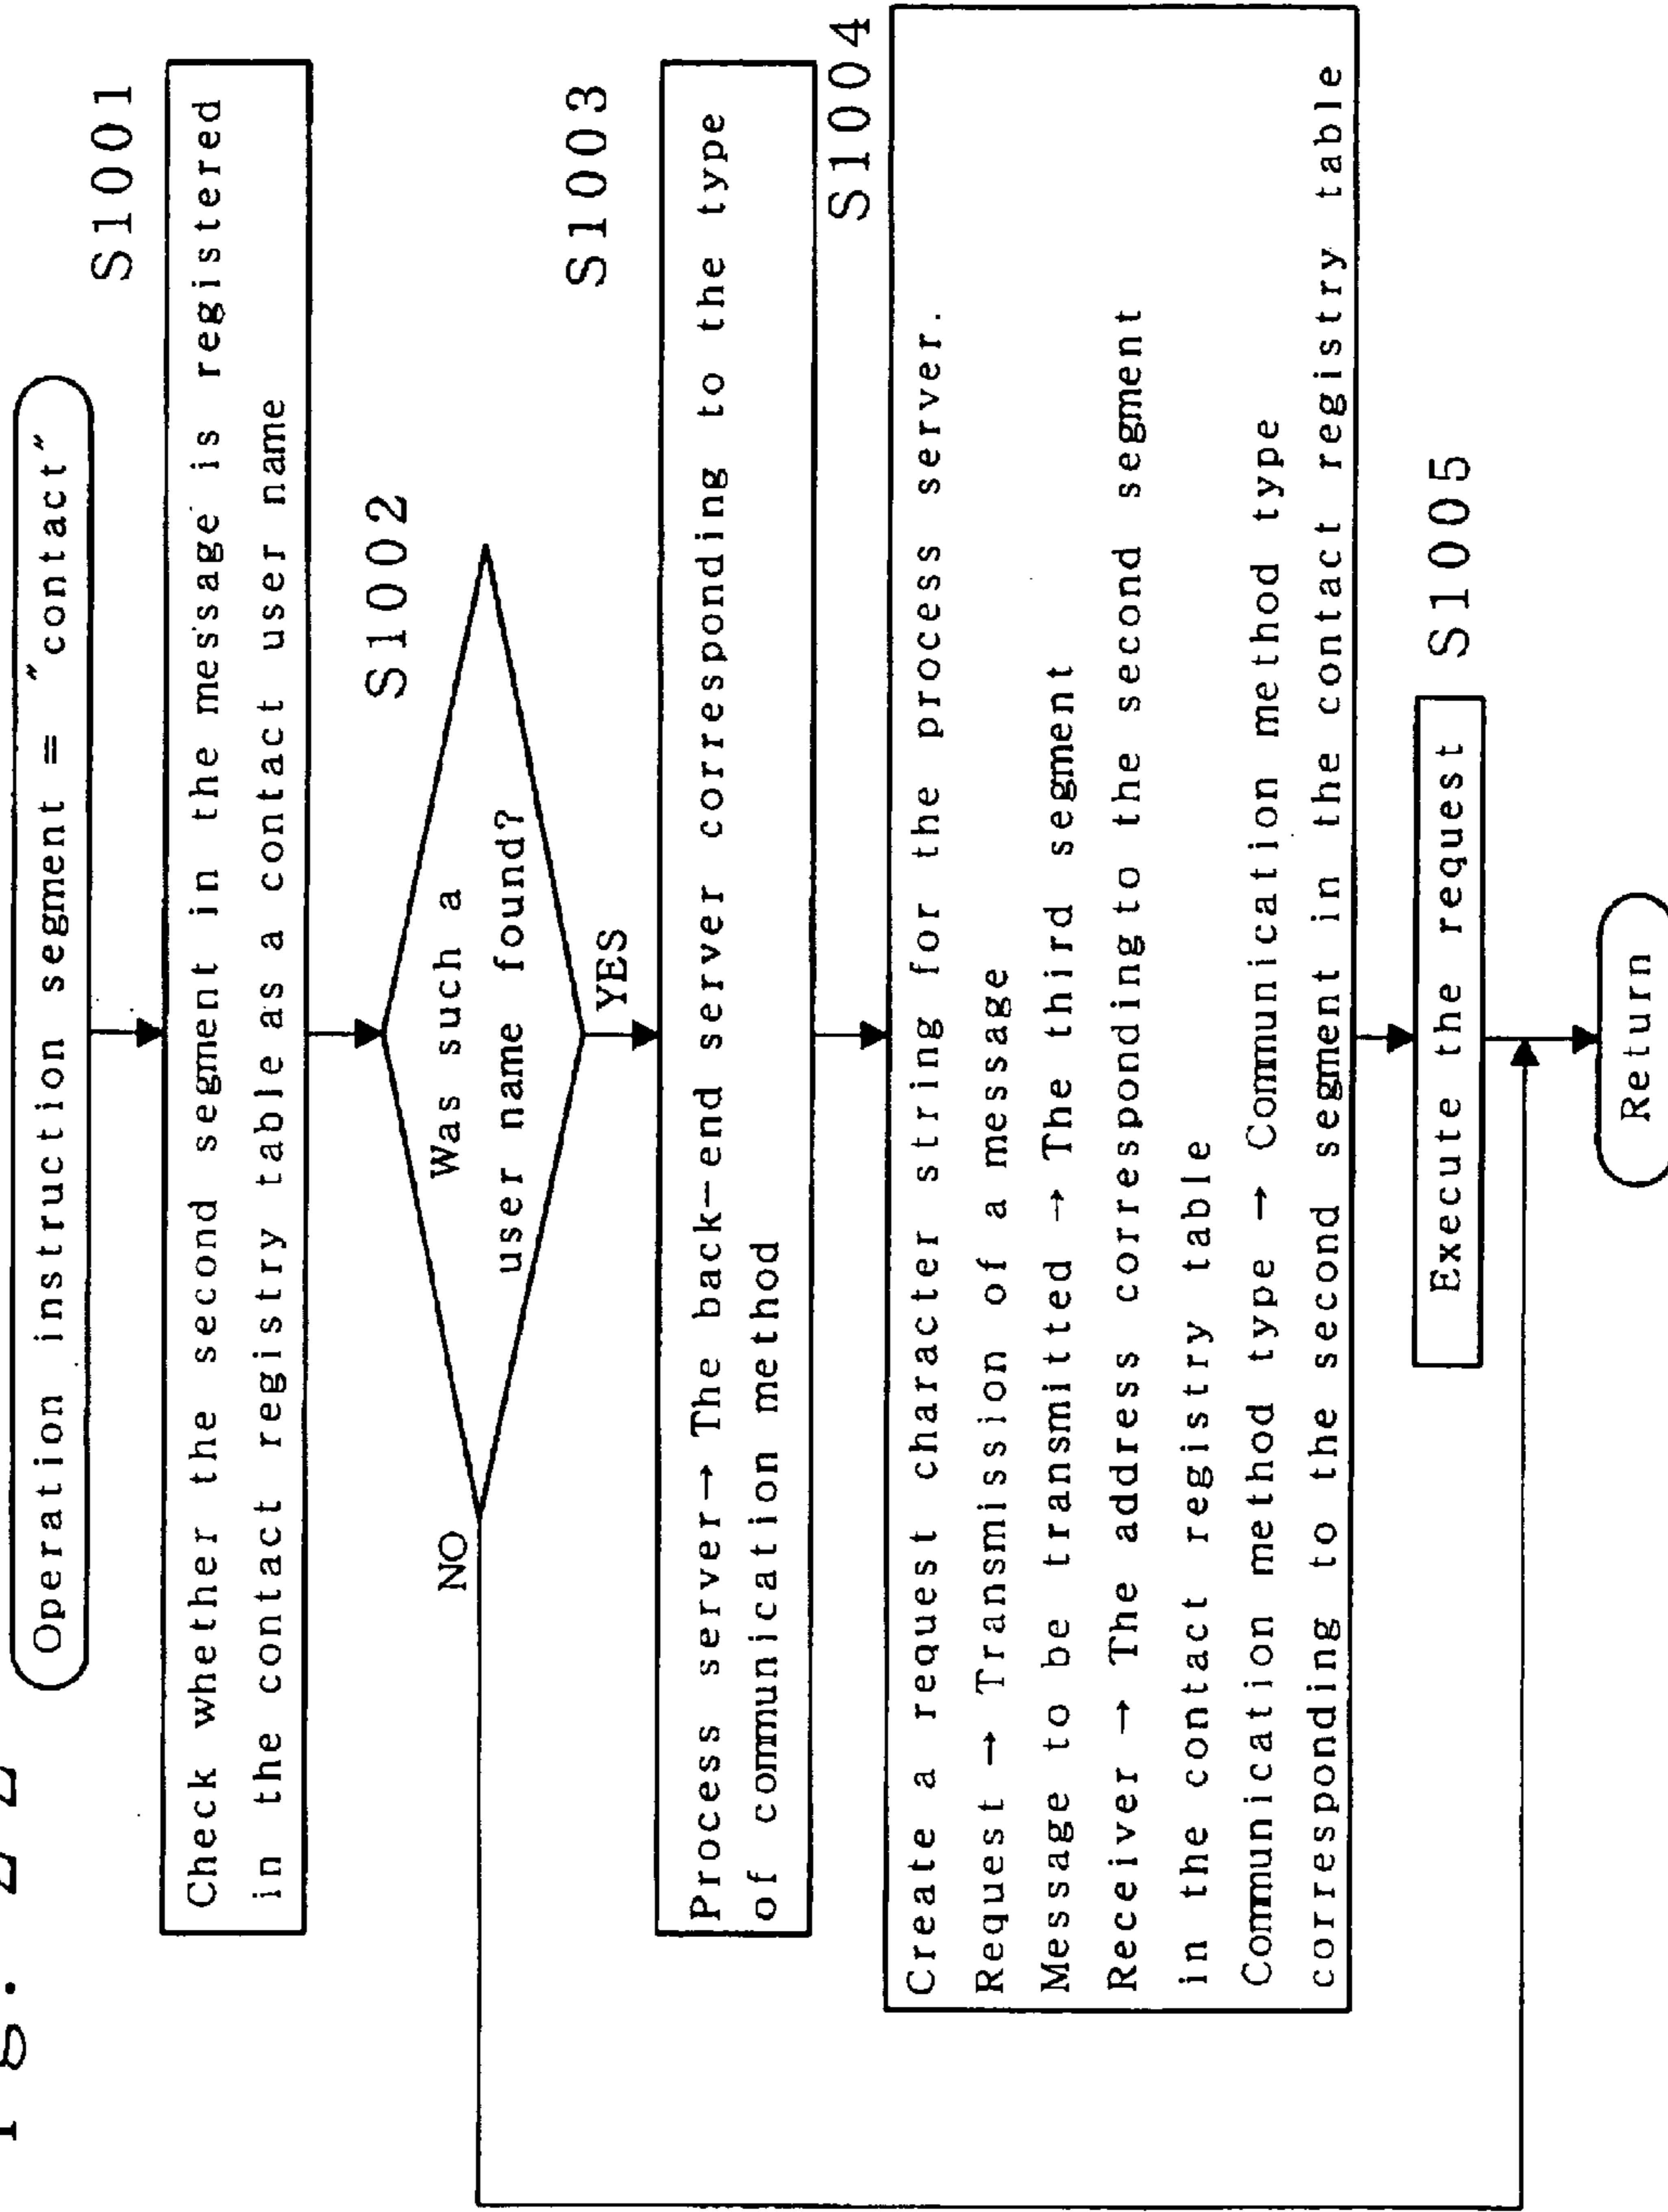 Fig. 22
Operation instruction segment = "contact"
S1001
Check whether the second segment in the message is registered
in the contact registry table as a contact user name
S1002
Was such a
user name found?
NO
YES
S1003
Process server → The back-end server corresponding to the type
of communication method
S1004
Create a request character string for the process server.
Request → Transmission of a message
Message to be transmitted → The third segment
Receiver → The address corresponding to the second segment
in the contact registry table
Communication method type → Communication method type
corresponding to the second segment in the contact registry table
Execute the request
S1005
Return